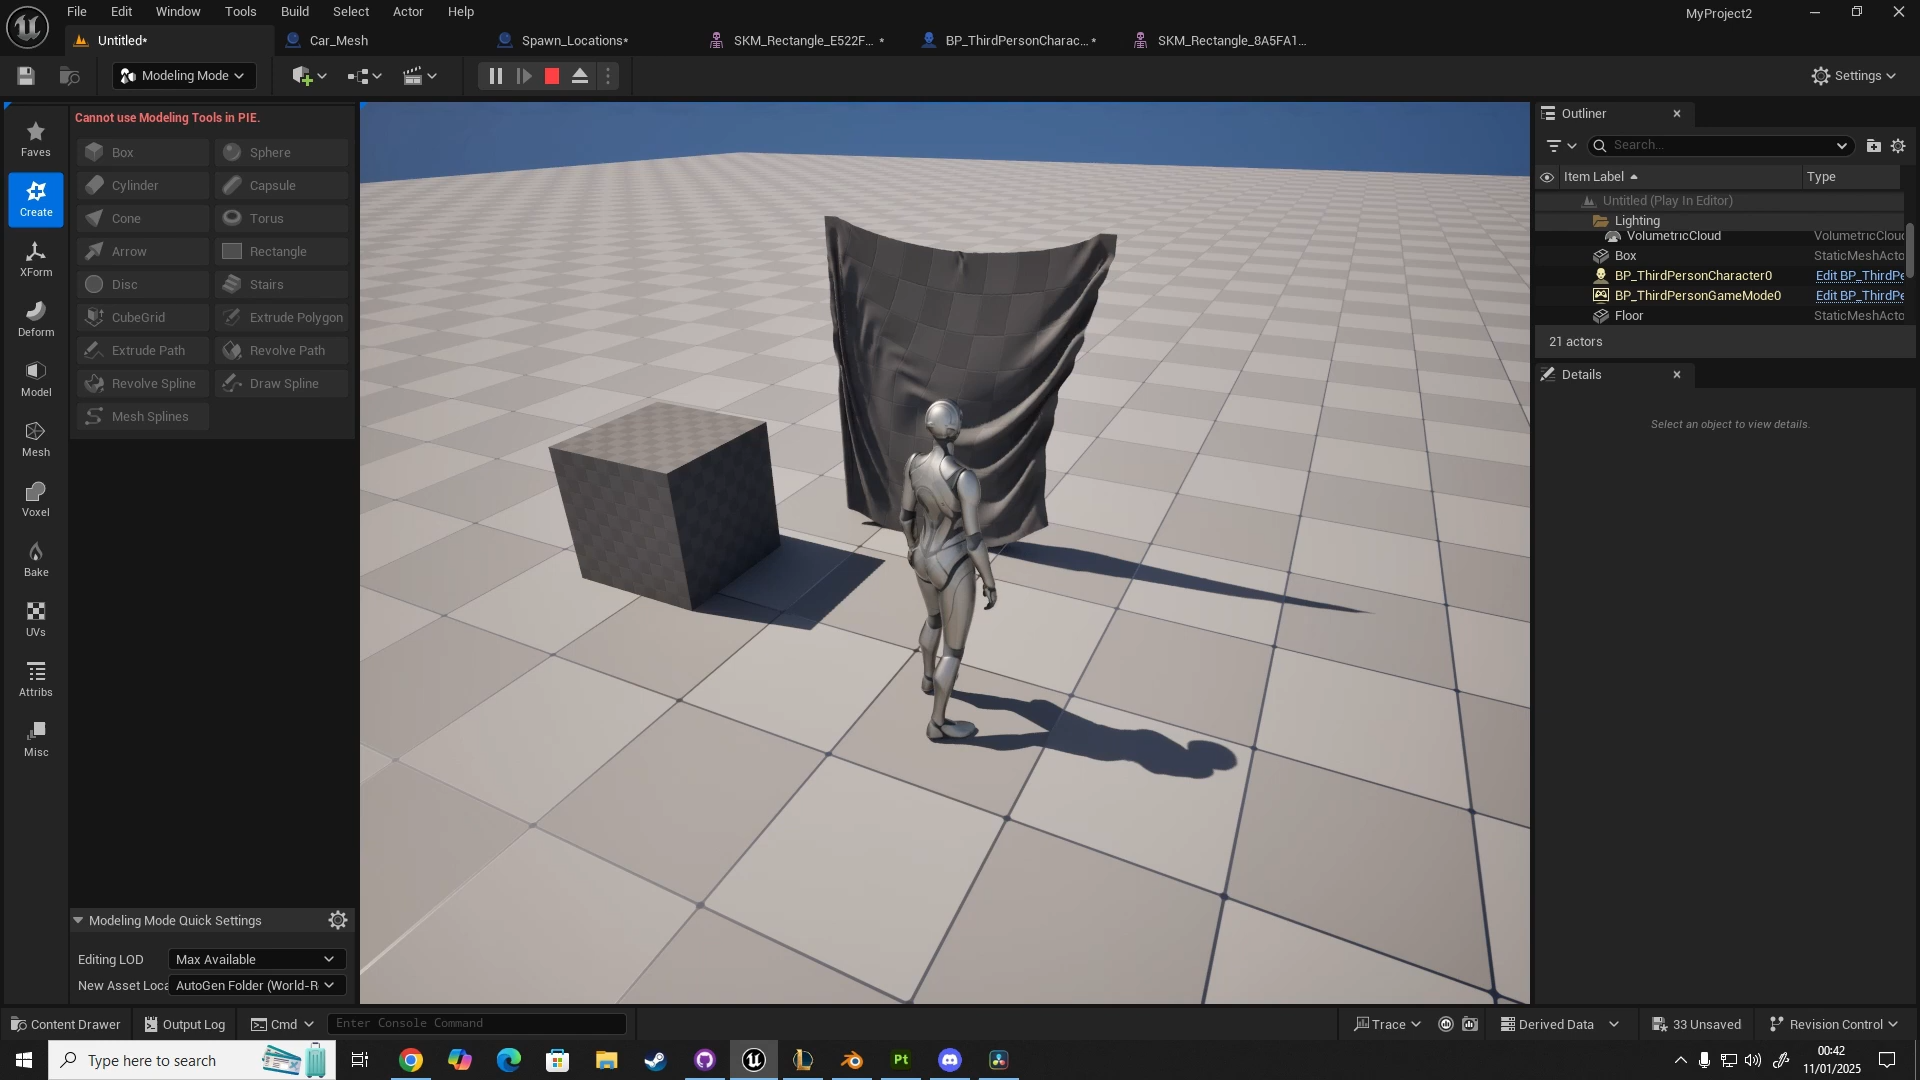 File Edit Window Tools Build Select Actor Help
MyProject2
Untitled*
Car_Mesh
Spawn_Locations*
SKM_Rectangle_E522F... *
BP_ThirdPersonCharac... *
SKM_Rectangle_8A5FA1...
Modeling Mode
Settings
Faves
Create
XForm
Deform
Model
Mesh
Voxel
Bake
UVs
Attribs
Misc
Cannot use Modeling Tools in PIE.
Box Sphere
Cylinder Capsule
Cone Torus
Arrow Rectangle
Disc Stairs
CubeGrid Extrude Polygon
Extrude Path Revolve Path
Revolve Spline Draw Spline
Mesh Splines
Modeling Mode Quick Settings
Editing LOD Max Available
New Asset Loca AutoGen Folder (World-R
Outliner
Search...
Item Label Type
Untitled (Play In Editor)
Lighting
VolumetricCloud VolumetricClou
Box StaticMeshActo
BP_ThirdPersonCharacter0 Edit BP_ThirdPe
BP_ThirdPersonGameMode0 Edit BP_ThirdPe
Floor StaticMeshActo
21 actors
Details
Select an object to view details.
Content Drawer Output Log Cmd Enter Console Command Trace Derived Data 33 Unsaved Revision Control
Type here to search
Pt
00:42
11/01/2025